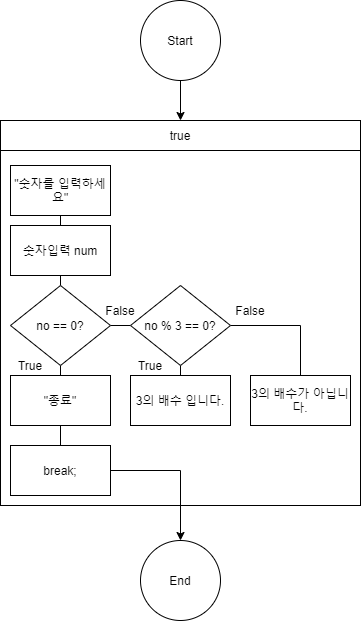 Start
true
"숫자를 입력하세
요"
숫자입력 num
no == 0?
False
no % 3 == 0?
False
True
True
"종료"
3의 배수 입니다.
3의 배수가 아닙니
다.
break;
End